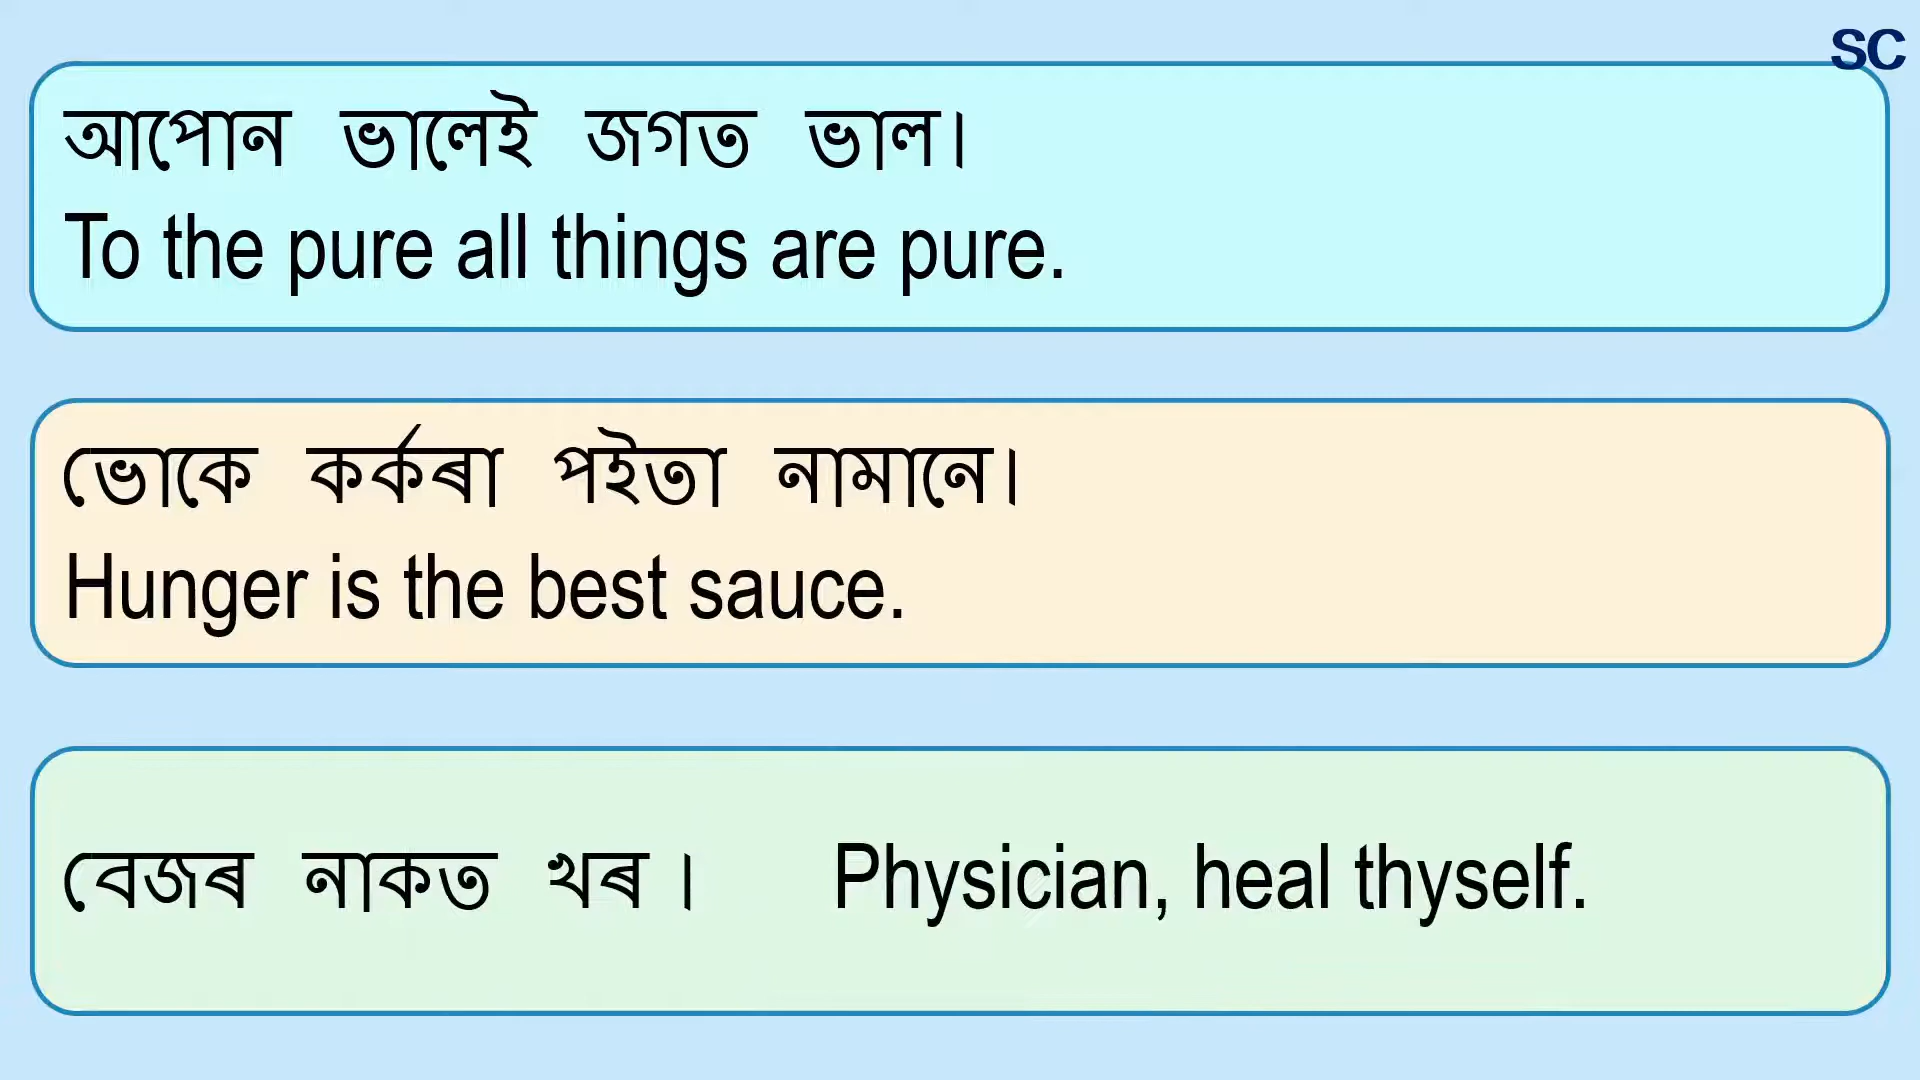 SC
আপোন ভালেই জগত ভাল।
To the pure all things are pure.
ভোকে কৰ্কৰা পইতা নামানে।
Hunger is the best sauce.
বেজৰ নাকত খৰ । Physician, heal thyself.